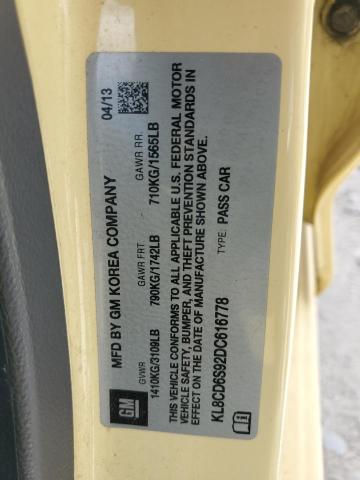 04/13
MFD BY GM KOREA COMPANY
GVWR GAWR FRT GAWR RR
1410KG/3109LB 790KG/1742LB 710KG/1565LB
THIS VEHICLE CONFORMS TO ALL APPLICABLE U.S. FEDERAL MOTOR
VEHICLE SAFETY, BUMPER, AND THEFT PREVENTION STANDARDS IN
EFFECT ON THE DATE OF MANUFACTURE SHOWN ABOVE.
TYPE: PASS CAR
KL8CD6S92DC616778
GM